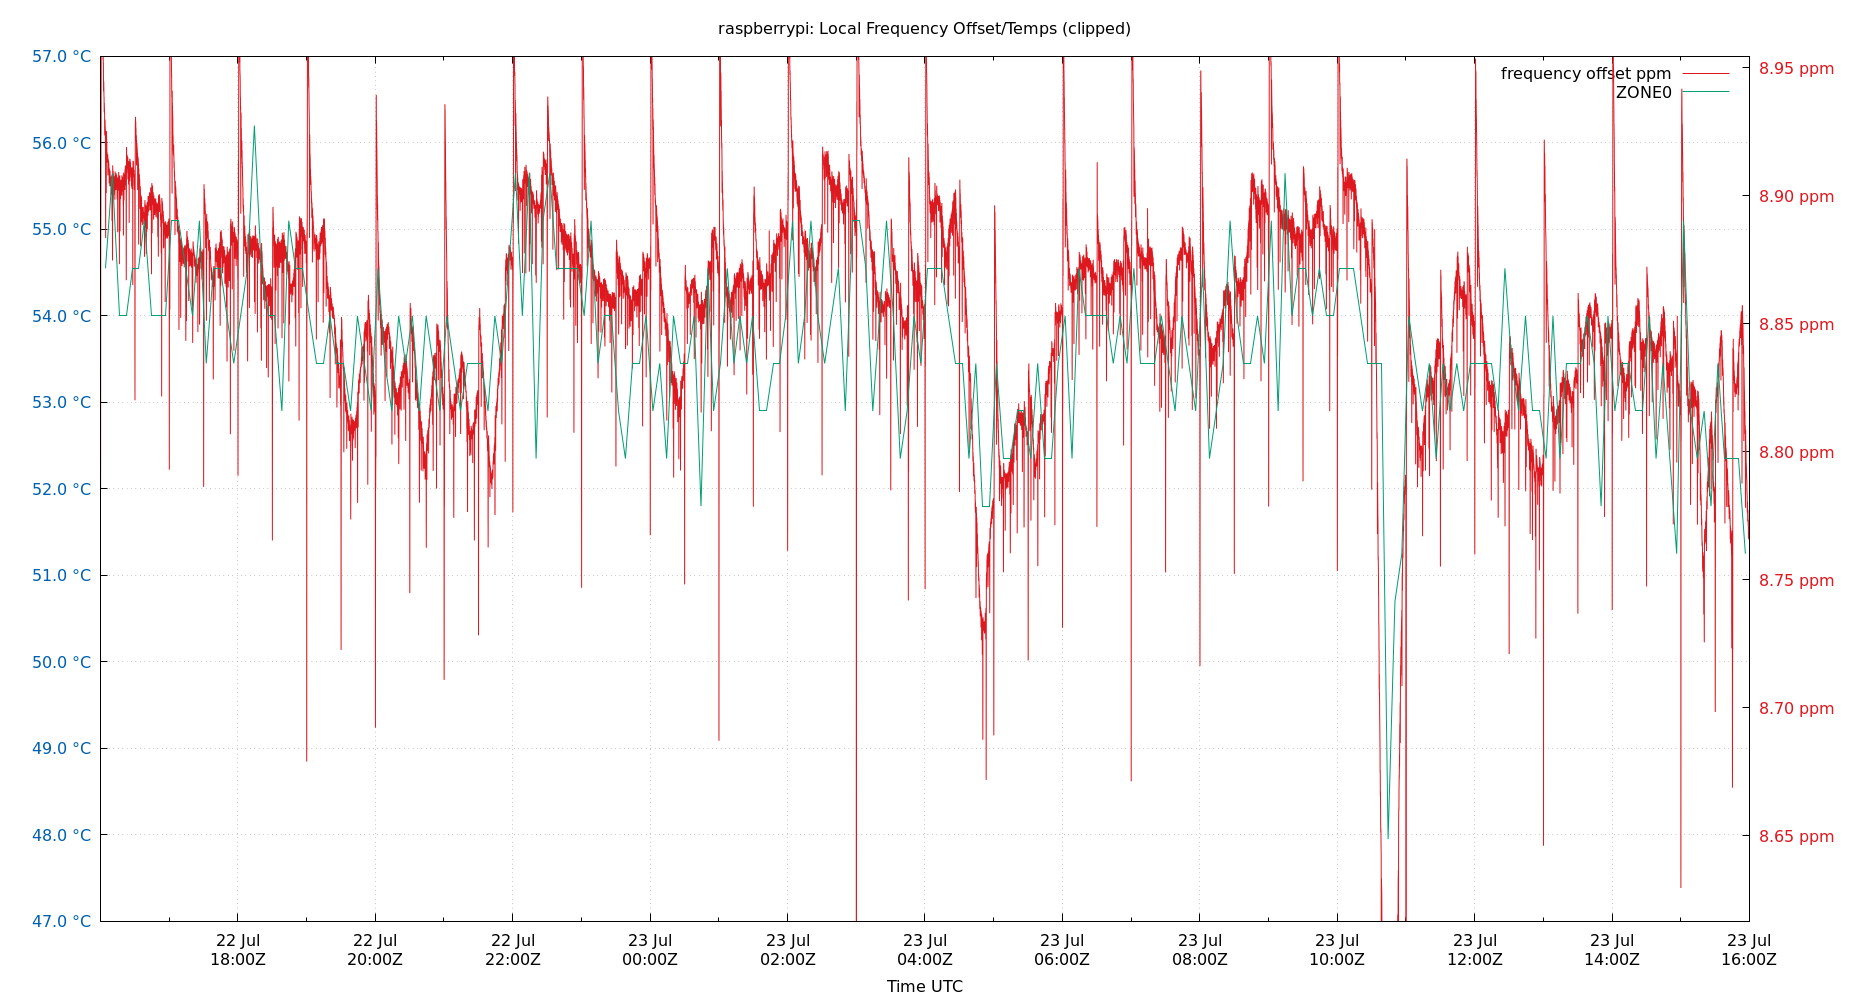 raspberrypi: Local Frequency Offset/Temps (clipped)
57.0 °C
56.0 °C
55.0 °C
54.0 °C
53.0 °C
52.0 °C
51.0 °C
50.0 °C
49.0 °C
48.0 °C
47.0 °C
frequency offset ppm
ZONE0
8.95 ppm
8.90 ppm
8.85 ppm
8.80 ppm
8.75 ppm
8.70 ppm
8.65 ppm
22 Jul
18:00Z
22 Jul
20:00Z
22 Jul
22:00Z
23 Jul
00:00Z
23 Jul
02:00Z
23 Jul
04:00Z
23 Jul
06:00Z
23 Jul
08:00Z
23 Jul
10:00Z
23 Jul
12:00Z
23 Jul
14:00Z
23 Jul
16:00Z
Time UTC